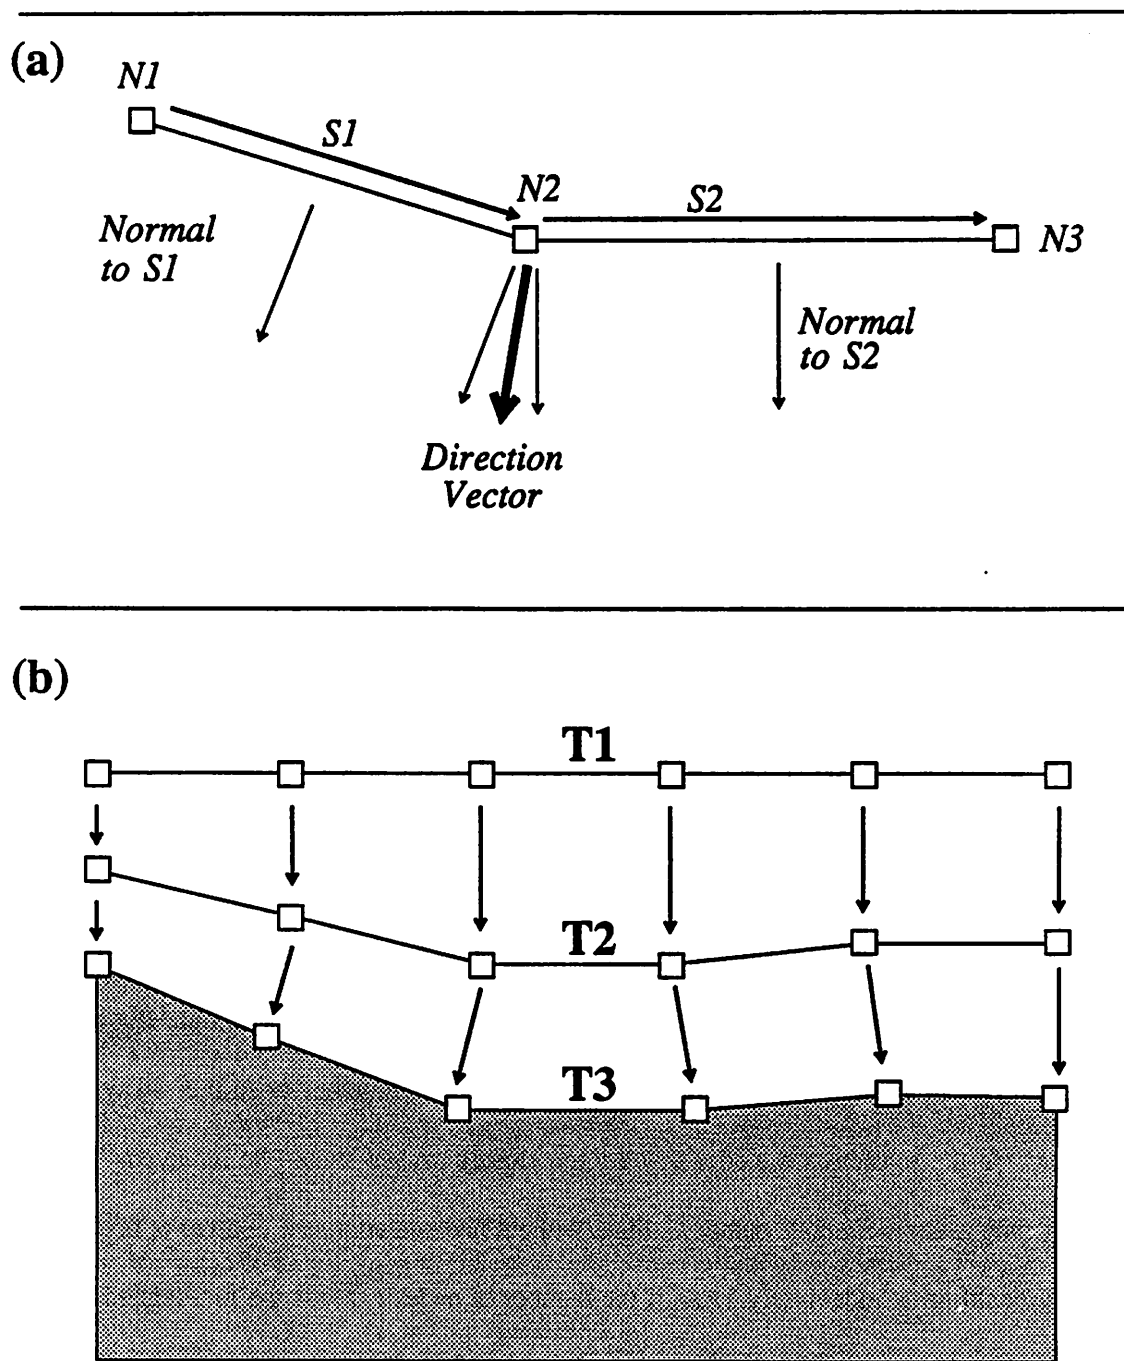 (a)
N1
S1
N2
S2
N3
Normal
to S1
Normal
to S2
Direction
Vector
(b)
T1
T2
T3